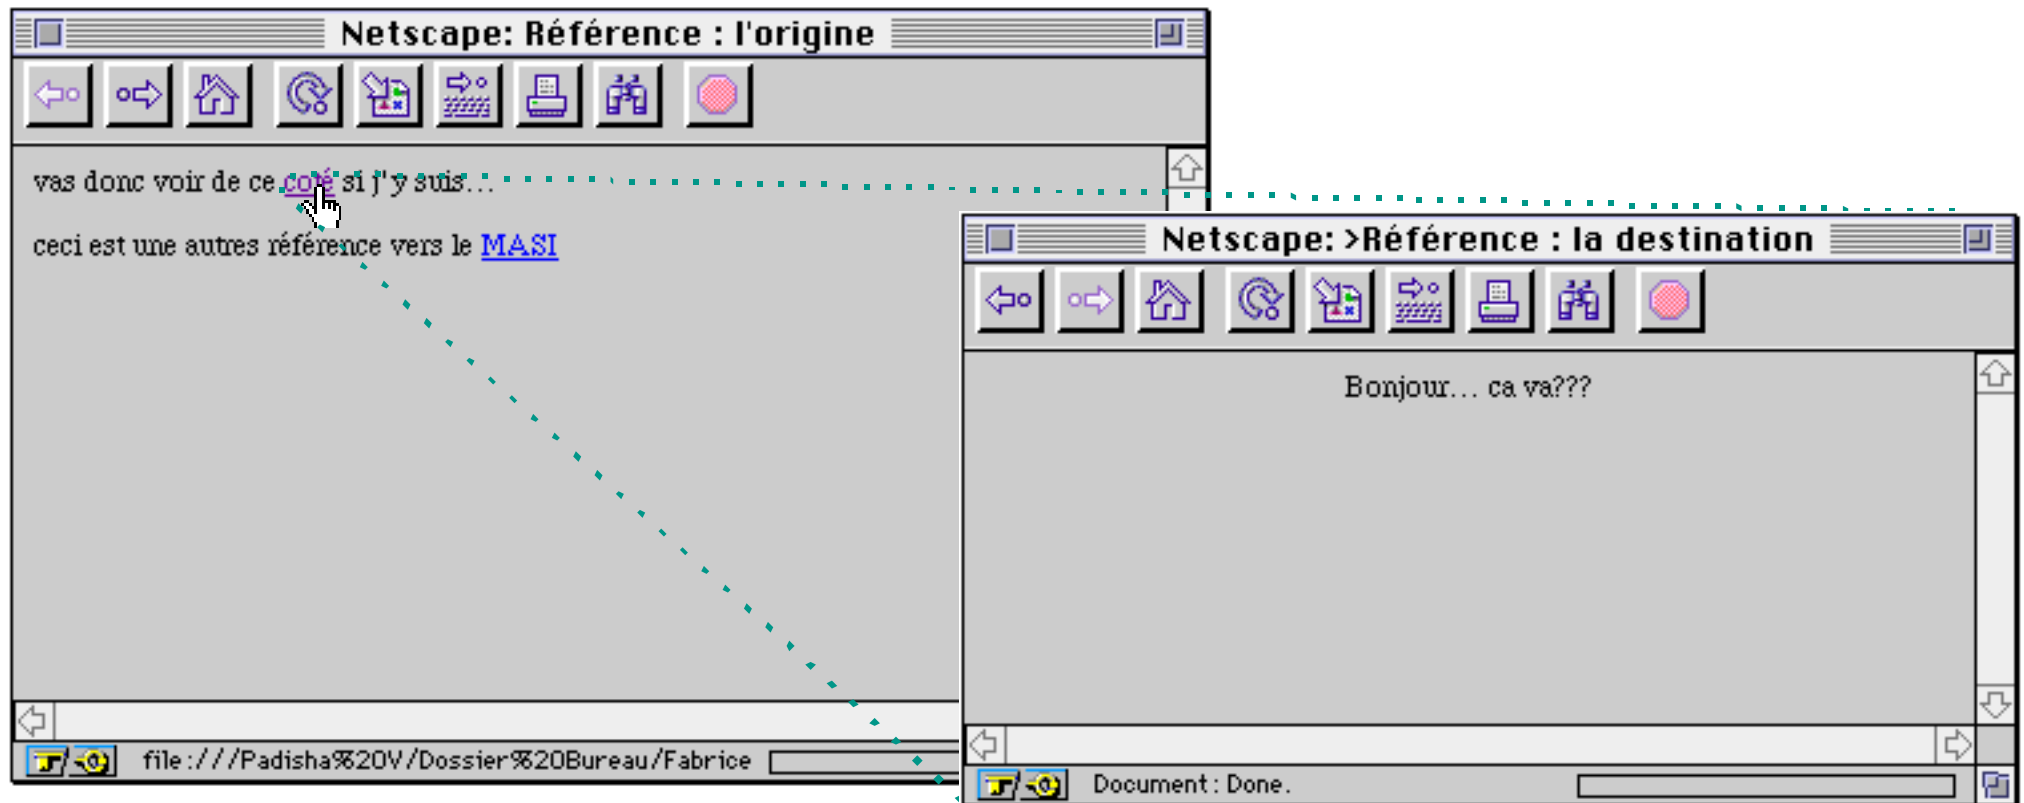 Netscape: Référence : l'origine
vas donc voir de ce coté si j'y suis...
ceci est une autres référence vers le MASI
file:///Padisha%20V/Dossier%20Bureau/Fabrice
Netscape: >Référence : la destination
Bonjour... ca va???
Document: Done.